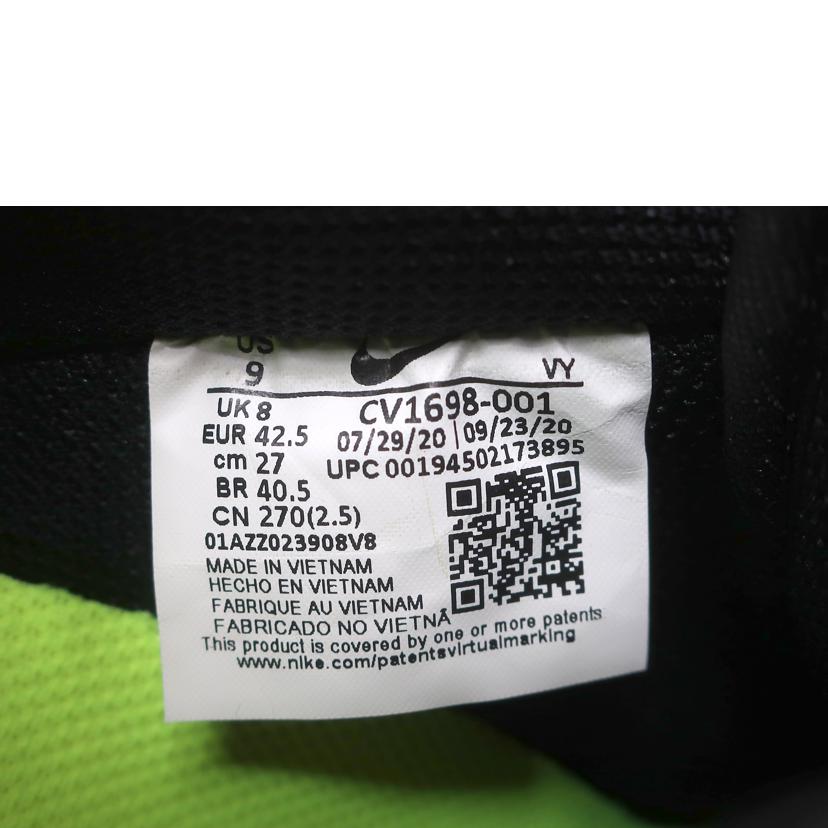 US
9
VY
UK 8
CV1698-001
EUR 42.5
07/29/20 | 09/23/20
cm 27
UPC 00194502173895
BR 40.5
CN 270(2.5)
01AZZ023908V8
MADE IN VIETNAM
HECHO EN VIETNAM
FABRIQUE AU VIETNAM
FABRICADO NO VIETNÃ
This product is covered by one or more patents
www.nike.com/patentsvirtualmarking